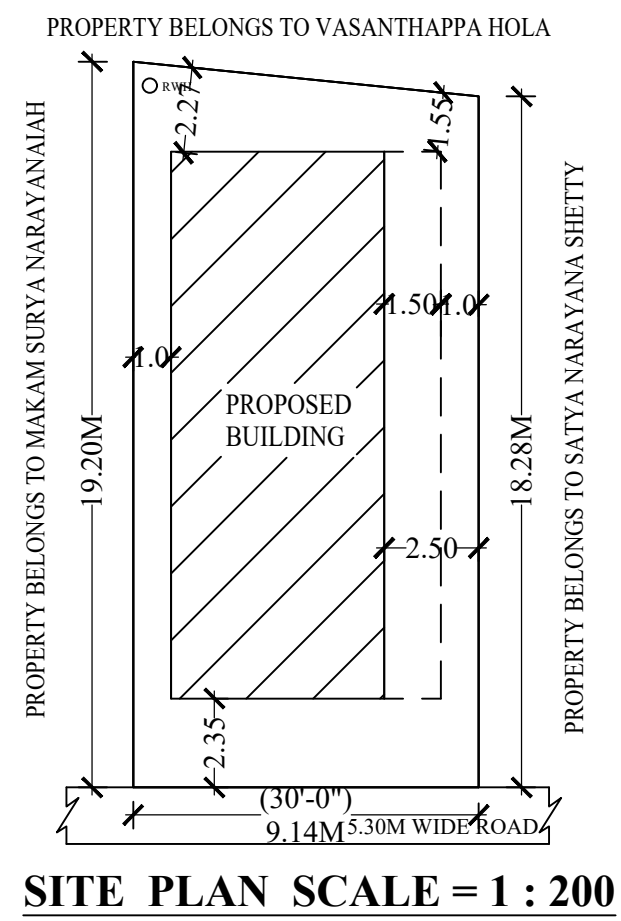 PROPERTY BELONGS TO VASANTHAPPA HOLA
RWH
2.27
1.55
PROPERTY BELONGS TO MAKAM SURYA NARAYANAIAH
PROPERTY BELONGS TO SATYA NARAYANA SHETTY
1.50
1.0
1.0
PROPOSED
BUILDING
19.20M
18.28M
2.50
2.35
(30'-0")
9.14M
5.30M WIDE ROAD
SITE PLAN SCALE = 1 : 200